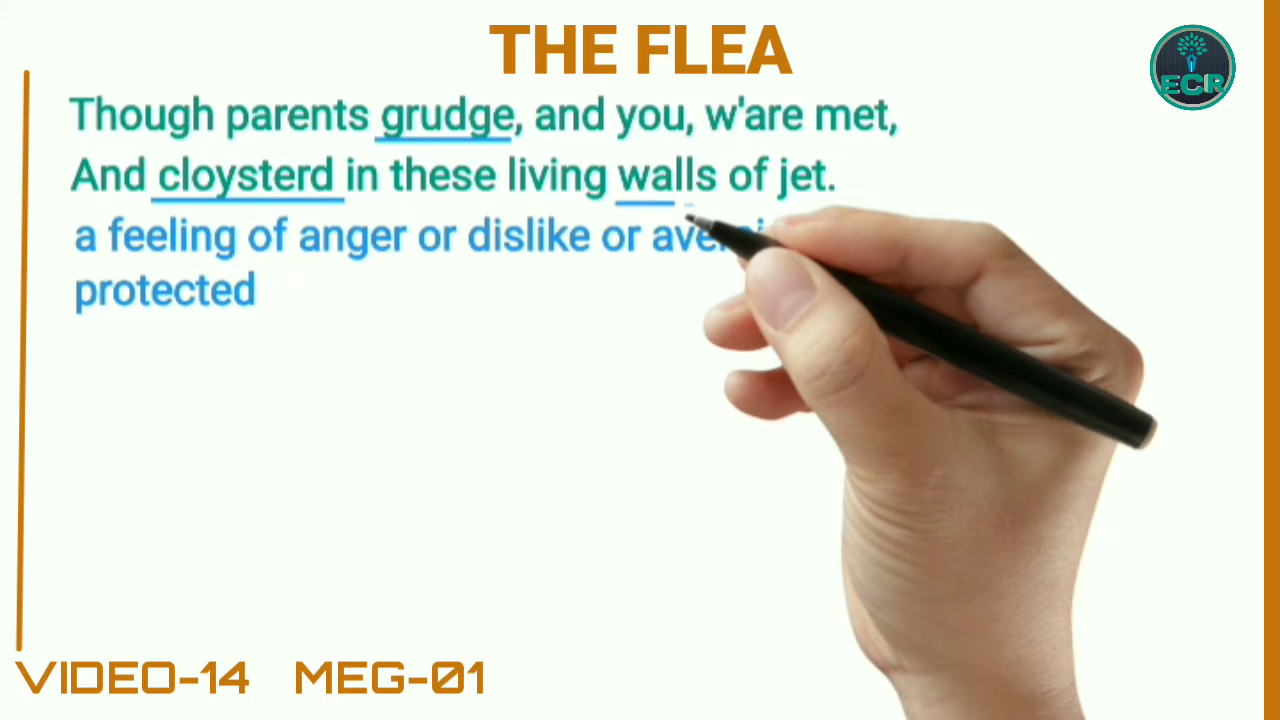 THE FLEA
ECR
Though parents grudge, and you, w'are met,
And cloysterd in these living walls of jet.
a feeling of anger or dislike or
protected
VIDEO-14 MEG-01